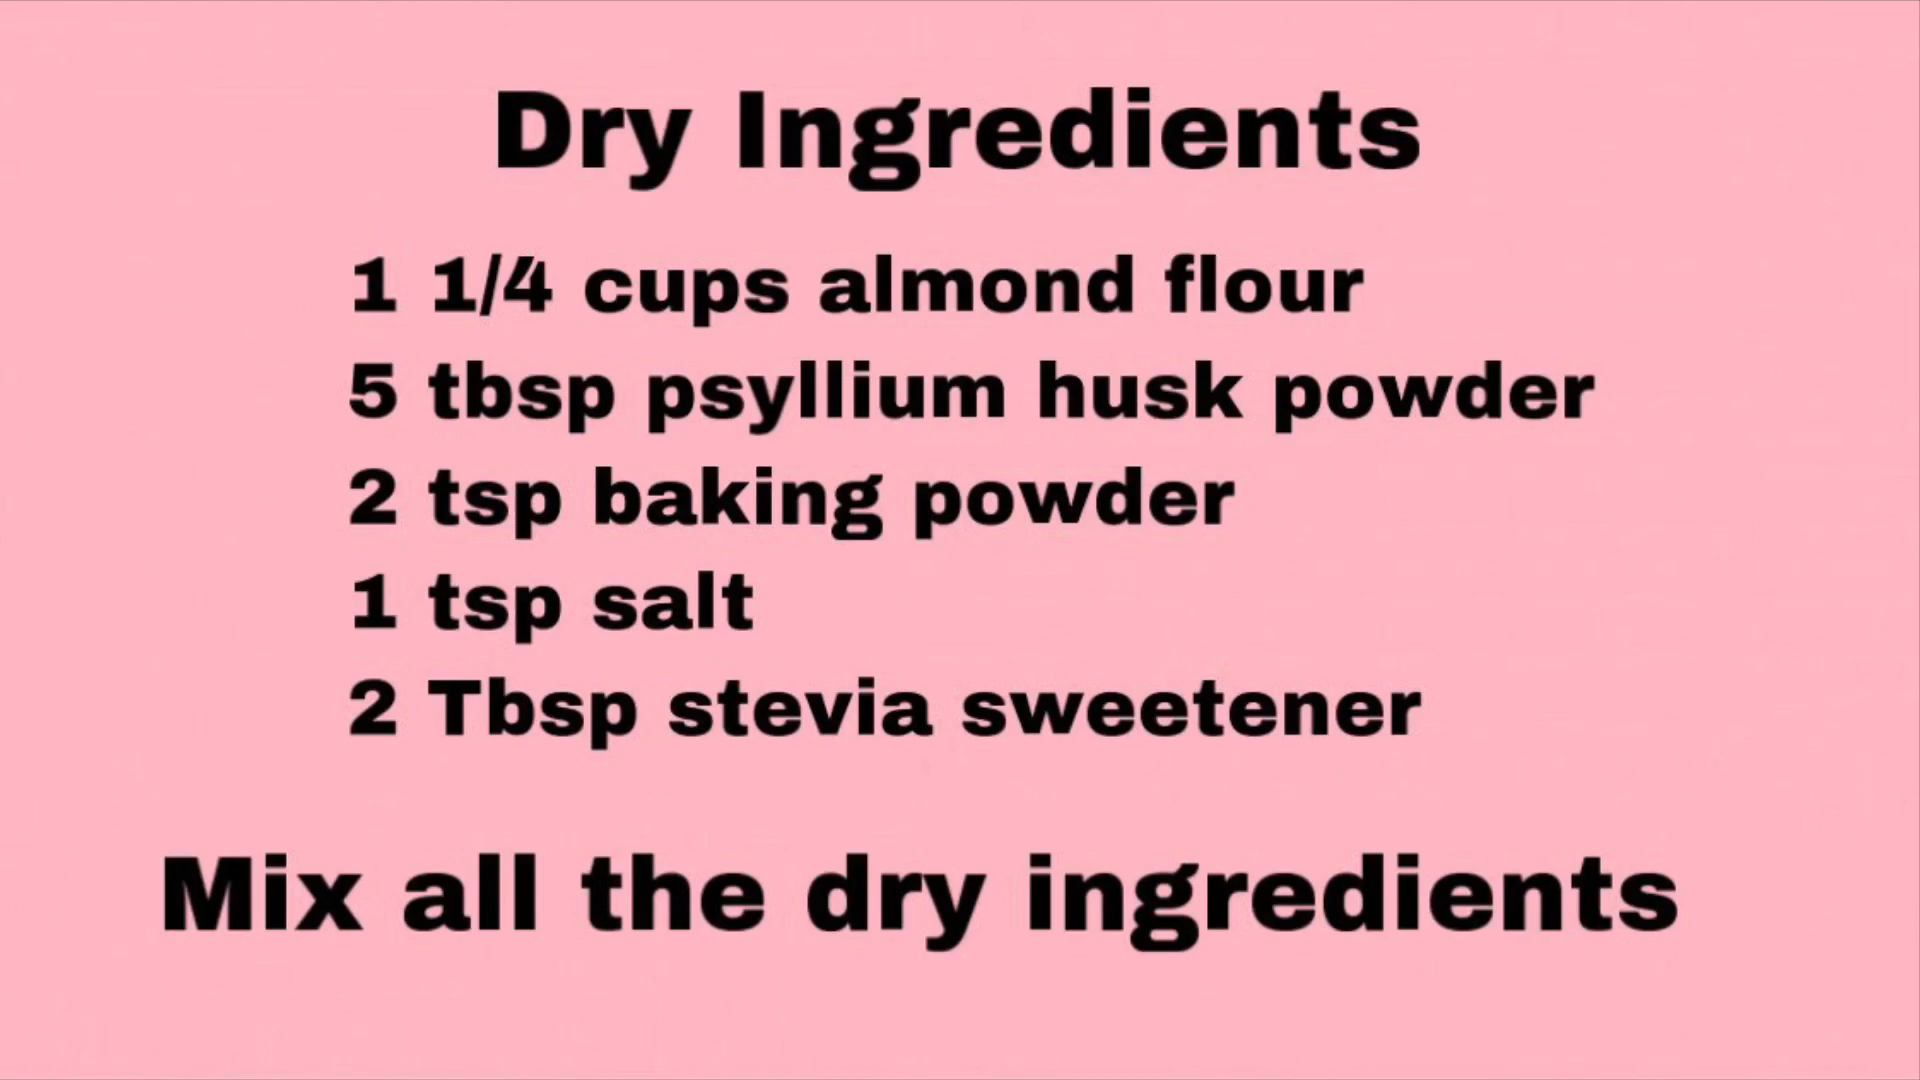 Dry Ingredients
1 1/4 cups almond flour
5 tbsp psyllium husk powder
2 tsp baking powder
1 tsp salt
2 Tbsp stevia sweetener
Mix all the dry ingredients